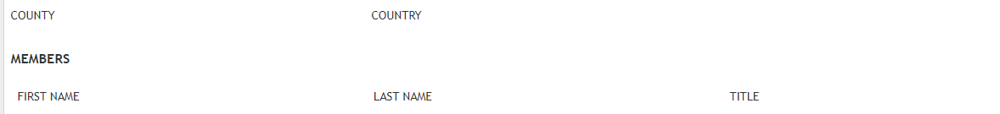 COUNTY COUNTRY
MEMBERS
FIRST NAME LAST NAME TITLE